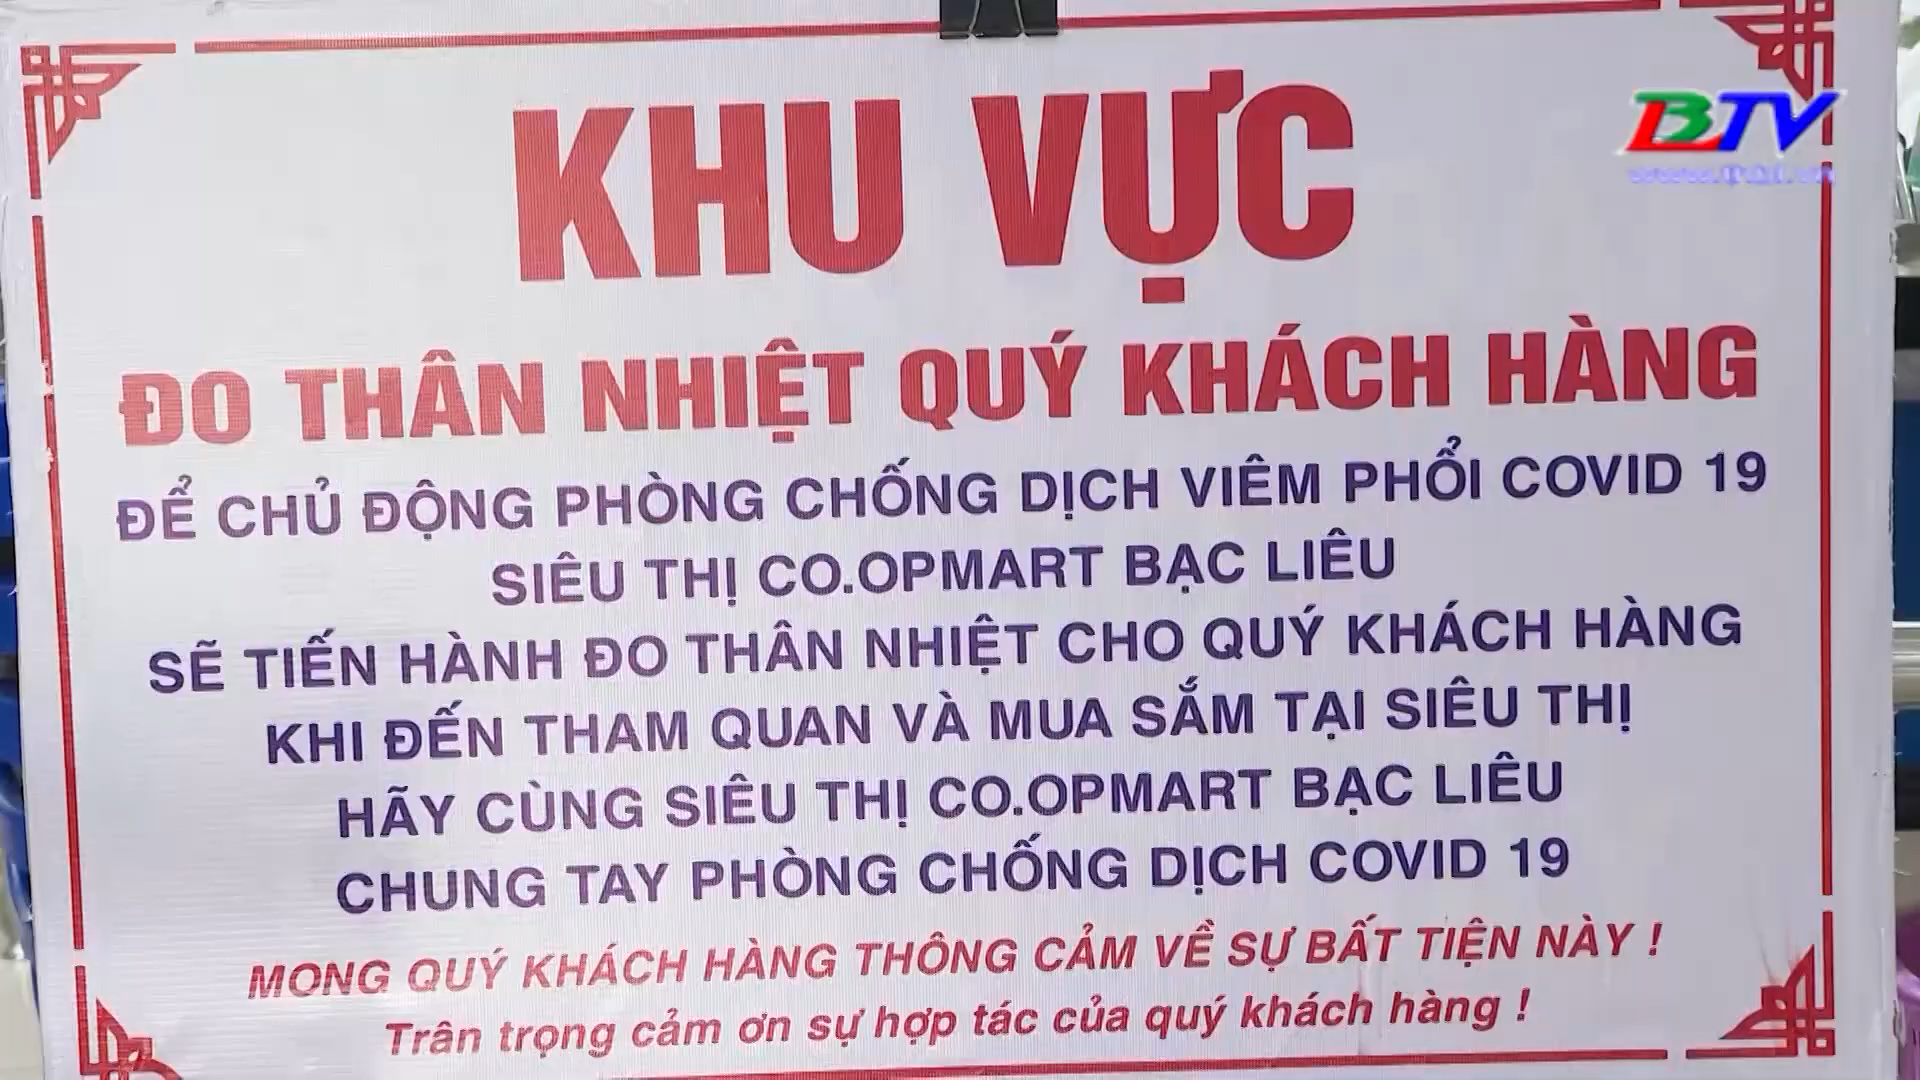 KHU VỰC
BTV
ĐO THÂN NHIỆT QUÝ KHÁCH HÀNG
ĐỂ CHỦ ĐỘNG PHÒNG CHỐNG DỊCH VIÊM PHỔI COVID 19
SIÊU THỊ CO.OPMART BẠC LIÊU
SẼ TIẾN HÀNH ĐO THÂN NHIỆT CHO QUÝ KHÁCH HÀNG
KHI ĐẾN THAM QUAN VÀ MUA SẮM TẠI SIÊU THỊ
HÃY CÙNG SIÊU THỊ CO.OPMART BẠC LIÊU
CHUNG TAY PHÒNG CHỐNG DỊCH COVID 19
MONG QUÝ KHÁCH HÀNG THÔNG CẢM VỀ SỰ BẤT TIỆN NÀY !
Trân trọng cảm ơn sự hợp tác của quý khách hàng !